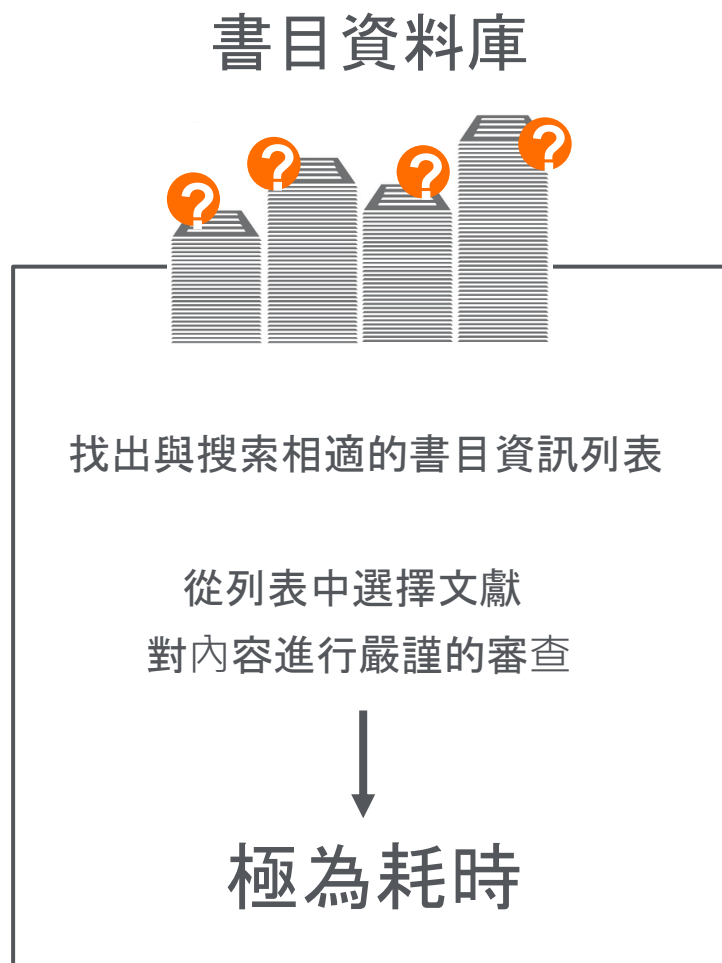 書目資料庫
?
?
?
?
找出與搜索相適的書目資訊列表
從列表中選擇文獻
對內容進行嚴謹的審查
極為耗時